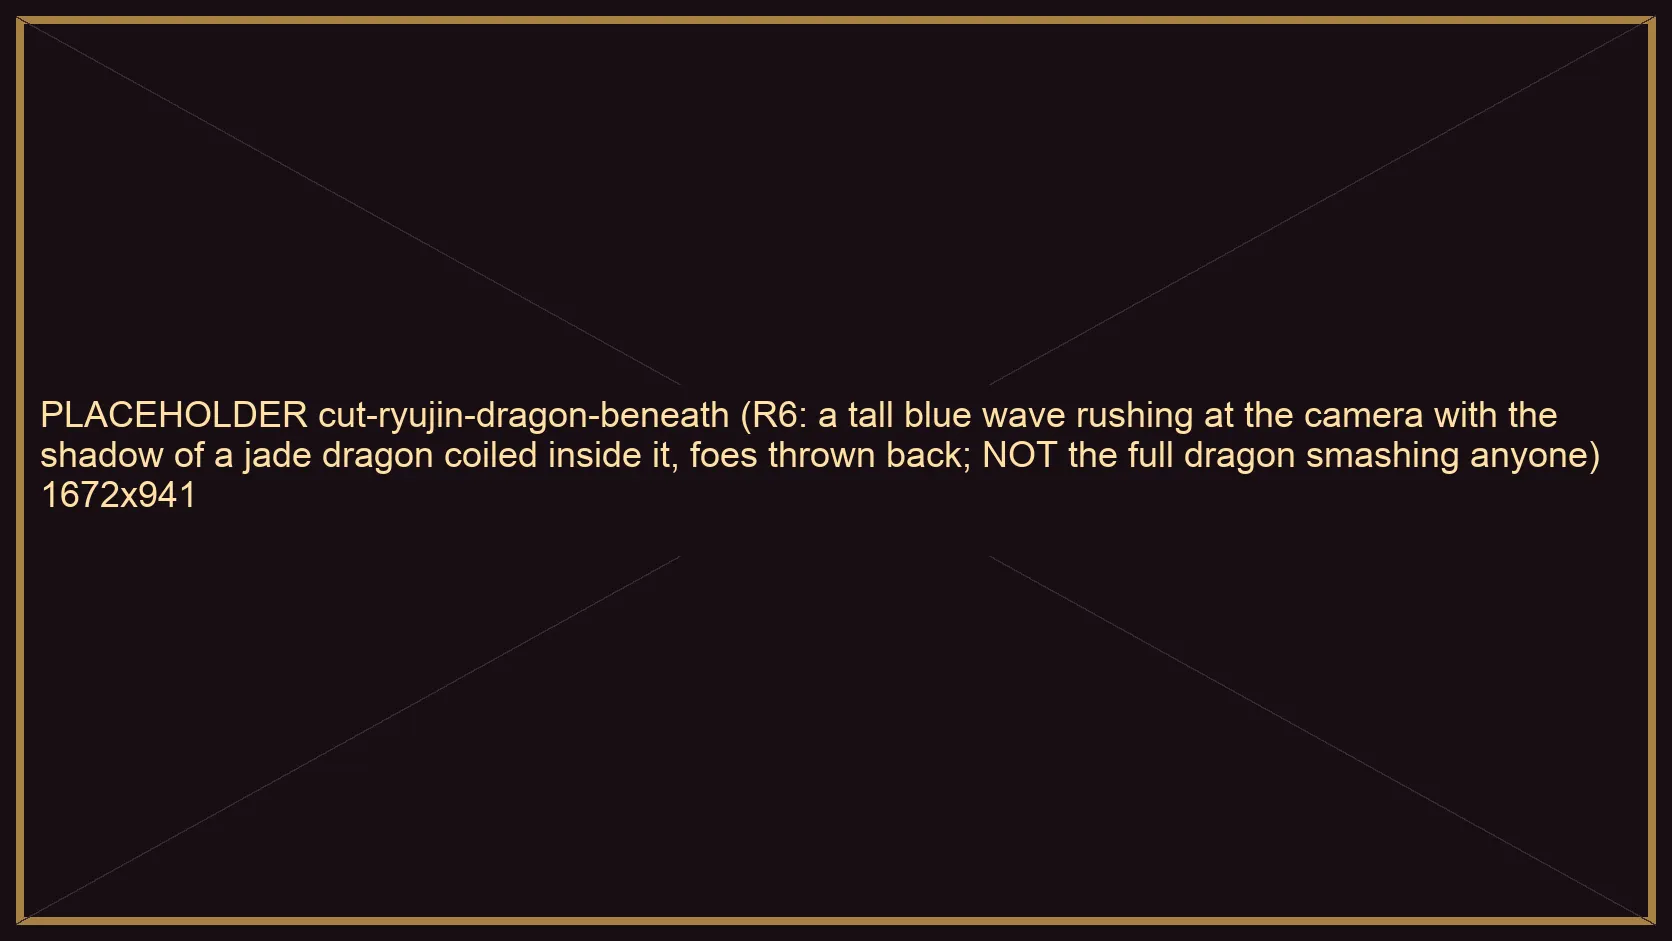 PLACEHOLDER cut-ryujin-dragon-beneath (R6: a tall blue wave rushing at the camera with the
shadow of a jade dragon coiled inside it, foes thrown back; NOT the full dragon smashing anyone)
1672x941